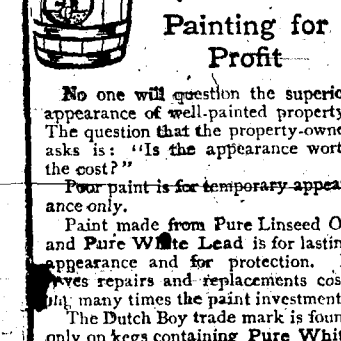 Painting for
Profit
No one will question the superio
appearance of well-painted property
The question that the property-owne
asks is: "Is the appearance wort
the cost?"
Poor paint is for temporary appea
ance only.
Paint made from Pure Linseed O
and Pure White Lead is for lastin
appearance and for protection.
repairs and replacements cos
many times the paint investment
The Dutch Boy trade mark is foun
only on kegs containing Pure Whit